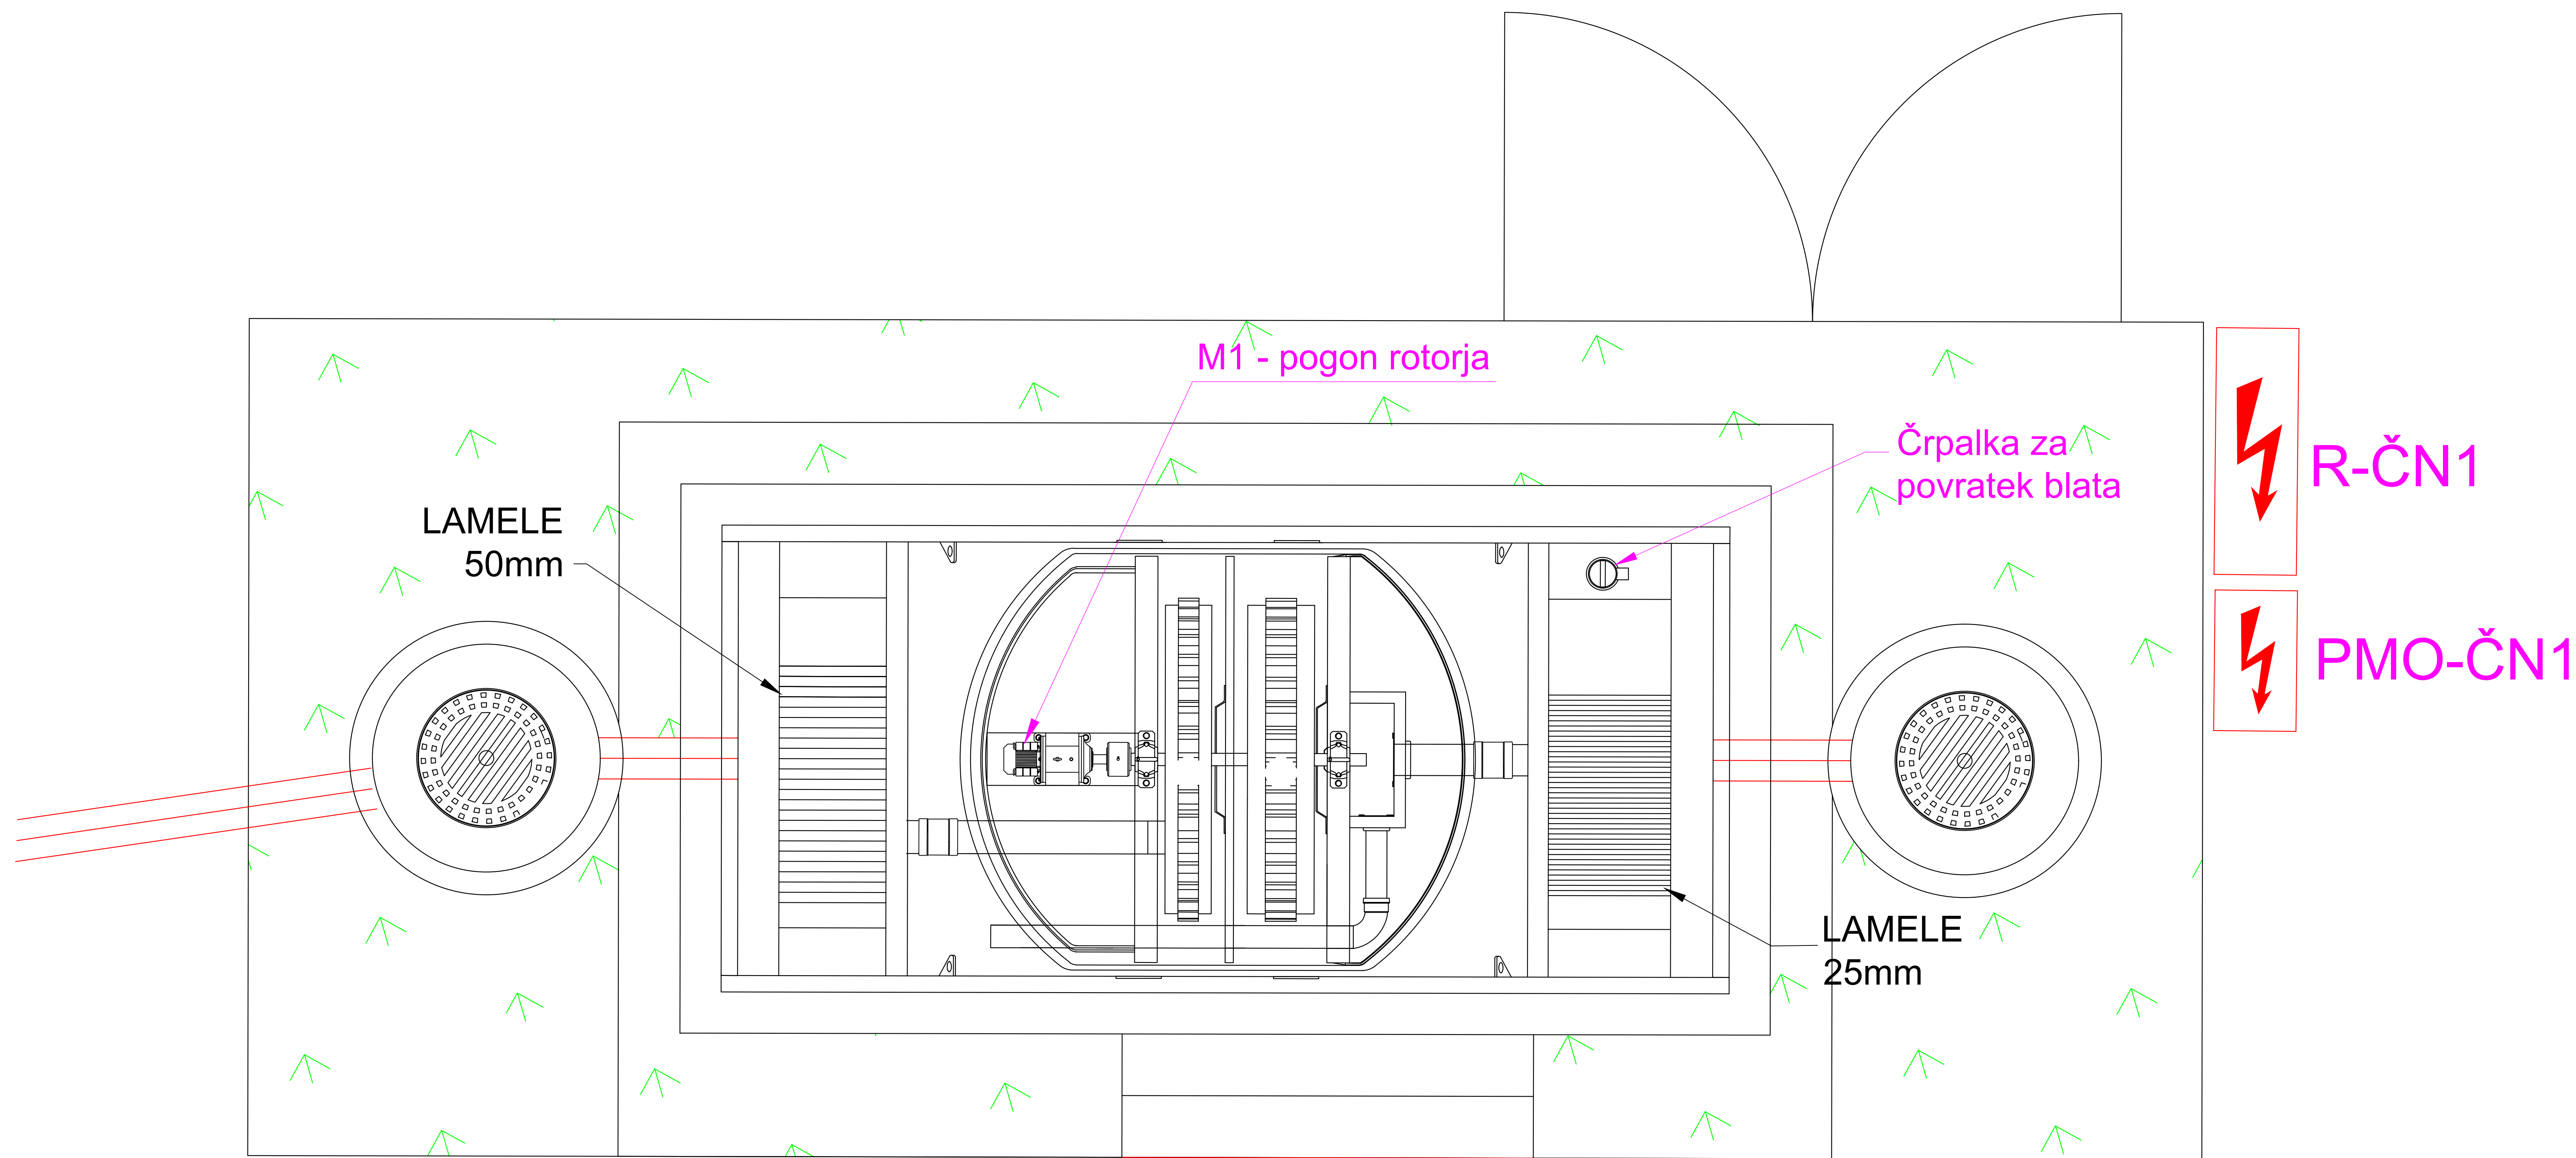 M1 - pogon rotorja
Črpalka za
povratek blata
R-ČN1
LAMELE
50mm
PMO-ČN1
LAMELE
25mm